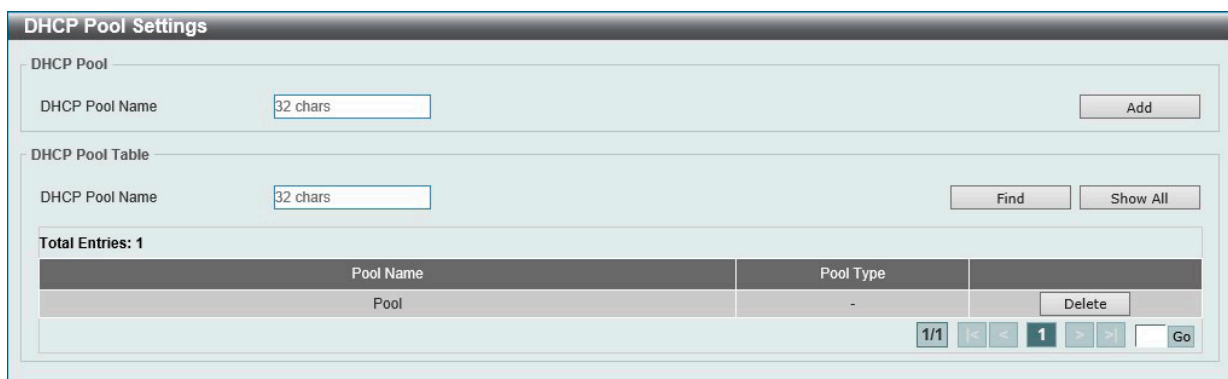 DHCP Pool Settings
DHCP Pool
DHCP Pool Name 32 chars Add
DHCP Pool Table
DHCP Pool Name 32 chars Find Show All
Total Entries: 1
Pool Name Pool Type
Pool - Delete
1/1 |< < 1 > >| Go